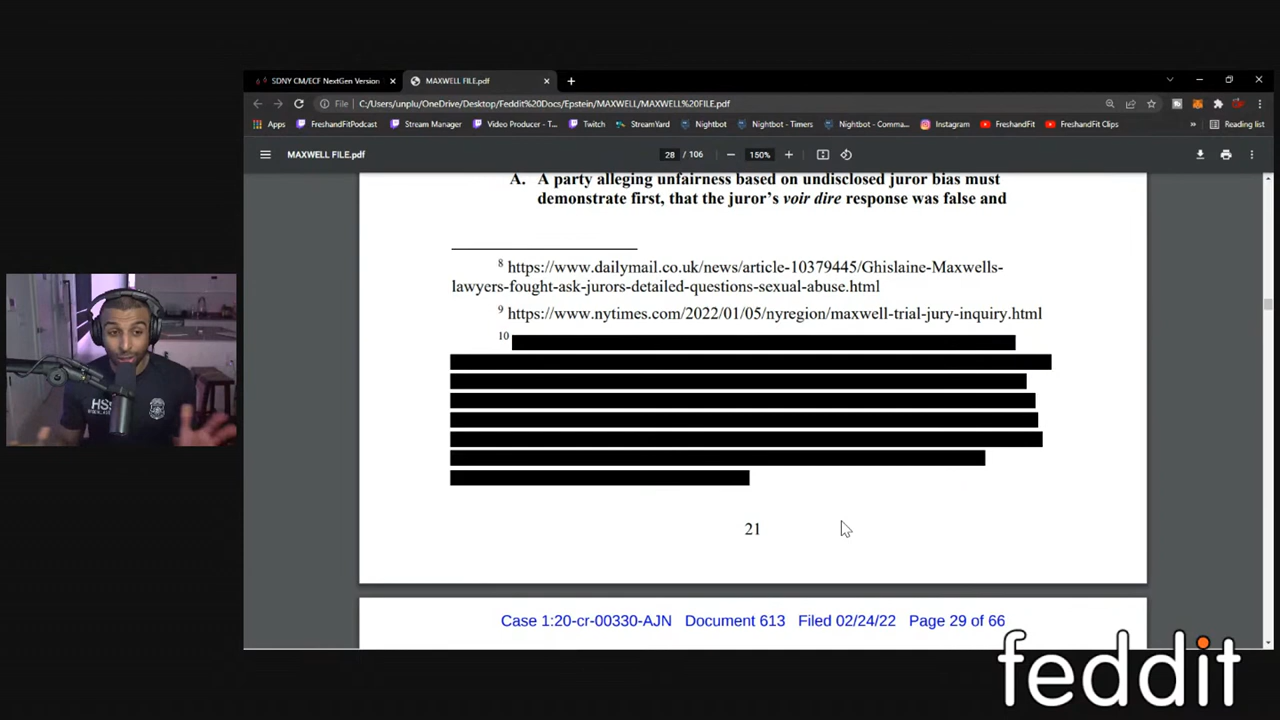 SDNY CM/ECF NextGen Version
MAXWELL FILE.pdf
File C:/Users/unplu/OneDrive/Desktop/Feddit%20Docs/Epstein/MAXWELL/MAXWELL%20FILE.pdf
Apps FreshandFitPodcast Stream Manager Video Producer - T... Twitch StreamYard Nightbot Nightbot - Timers Nightbot - Comma... Instagram FreshandFit FreshandFit Clips » Reading list
MAXWELL FILE.pdf 28 / 106 150%
A. A party alleging unfairness based on undisclosed juror bias must
demonstrate first, that the juror's voir dire response was false and
8 https://www.dailymail.co.uk/news/article-10379445/Ghislaine-Maxwells-
lawyers-fought-ask-jurors-detailed-questions-sexual-abuse.html
9 https://www.nytimes.com/2022/01/05/nyregion/maxwell-trial-jury-inquiry.html
10
21
Case 1:20-cr-00330-AJN Document 613 Filed 02/24/22 Page 29 of 66
feddit